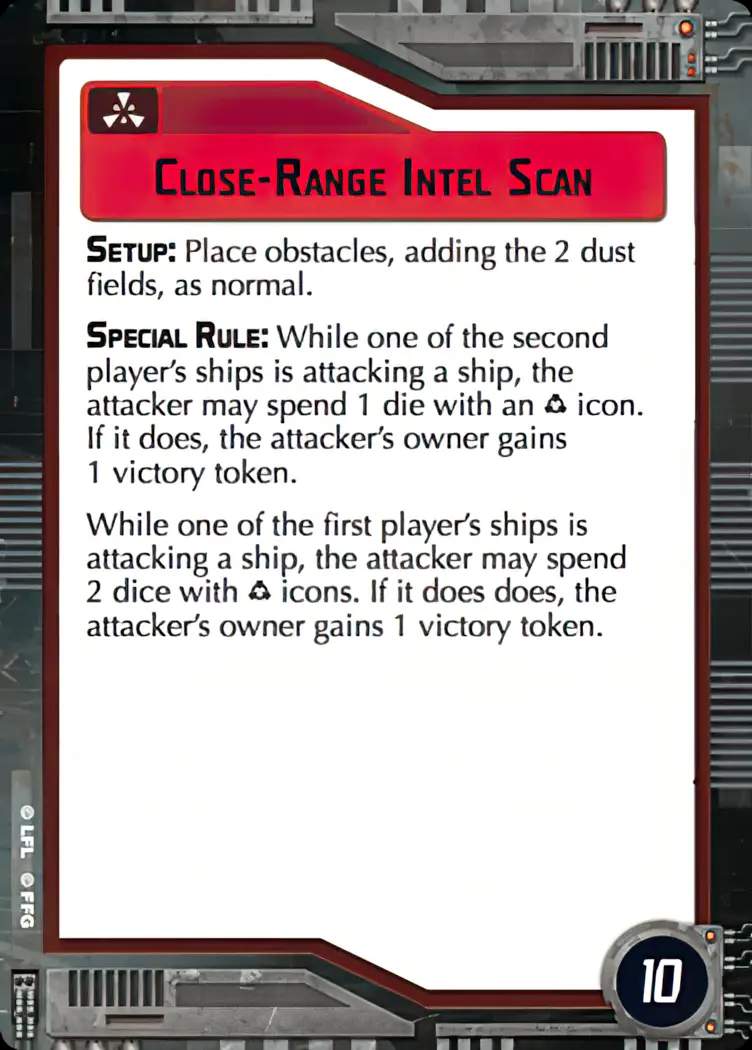 Close-Range Intel Scan
Setup: Place obstacles, adding the 2 dust
fields, as normal.
Special Rule: While one of the second
player's ships is attacking a ship, the
attacker may spend 1 die with an icon.
If it does, the attacker's owner gains
1 victory token.
While one of the first player's ships is
attacking a ship, the attacker may spend
2 dice with icons. If it does does, the
attacker's owner gains 1 victory token.
© LFL © FFG
10